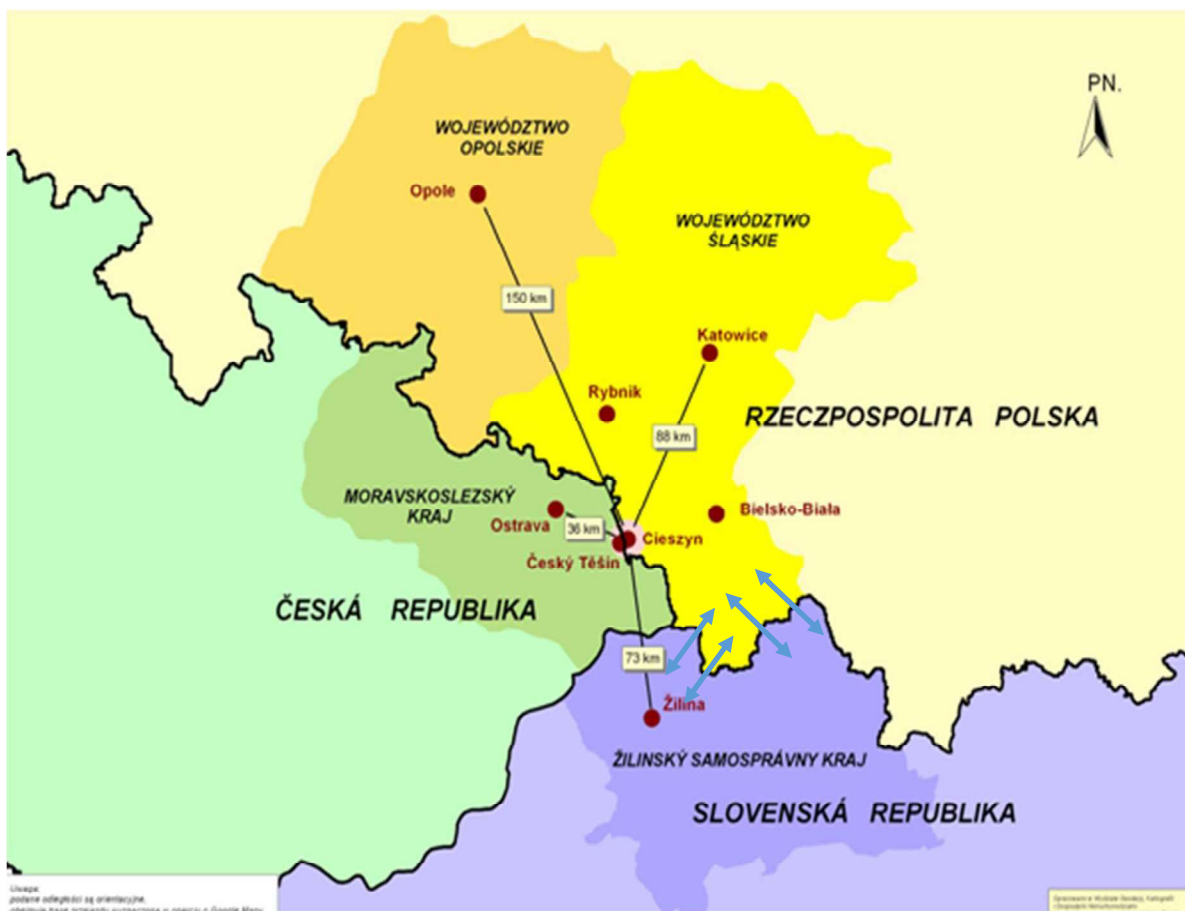 PN.
WOJEWÓDZTWO
OPOLSKIE
Opole
WOJEWÓDZTWO
ŚLĄSKIE
150 km
Katowice
Rybnik
RZECZPOSPOLITA POLSKA
88 km
MORAVSKOSLEZSKÝ
KRAJ
Ostrava
36 km
Bielsko-Biała
Cieszyn
Český Těšín
ČESKÁ REPUBLIKA
73 km
Žilina
ŽILINSKÝ SAMOSPRÁVNY KRAJ
SLOVENSKÁ REPUBLIKA
Uwaga:
podane odległości są orientacyjne,